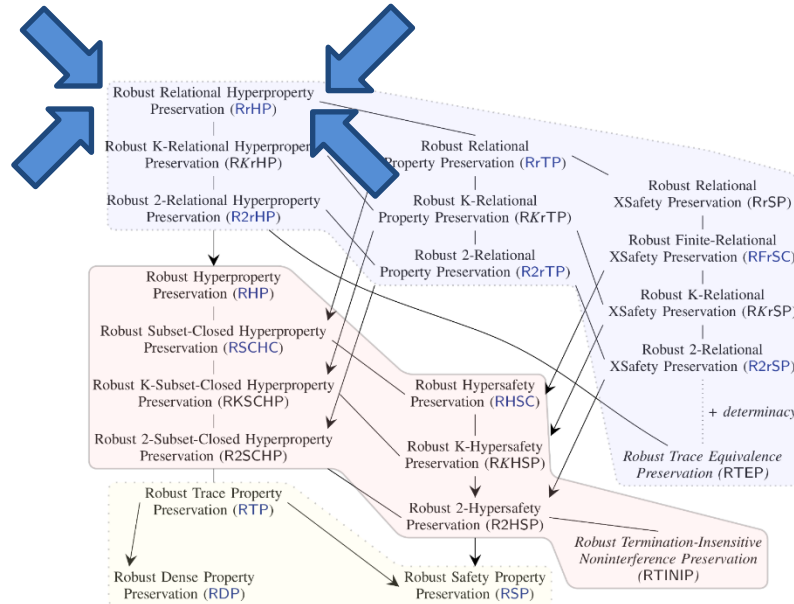 Robust Relational Hyperproperty
Preservation (RrHP)
Robust K-Relational Hyperproperty
Preservation (RKrHP)
Robust 2-Relational Hyperproperty
Preservation (R2rHP)
Robust Relational
Property Preservation (RrTP)
Robust K-Relational
Property Preservation (RKrTP)
Robust 2-Relational
Property Preservation (R2rTP)
Robust Relational
XSafety Preservation (RrSP)
Robust Finite-Relational
XSafety Preservation (RFrSC)
Robust K-Relational
XSafety Preservation (RKrSP)
Robust 2-Relational
XSafety Preservation (R2rSP)
+ determinacy
Robust Trace Equivalence
Preservation (RTEP)
Robust Hyperproperty
Preservation (RHP)
Robust Subset-Closed Hyperproperty
Preservation (RSCHC)
Robust K-Subset-Closed Hyperproperty
Preservation (RKSCHP)
Robust 2-Subset-Closed Hyperproperty
Preservation (R2SCHP)
Robust Hypersafety
Preservation (RHSC)
Robust K-Hypersafety
Preservation (RKHSP)
Robust 2-Hypersafety
Preservation (R2HSP)
Robust Termination-Insensitive
Noninterference Preservation
(RTINIP)
Robust Trace Property
Preservation (RTP)
Robust Dense Property
Preservation (RDP)
Robust Safety Property
Preservation (RSP)